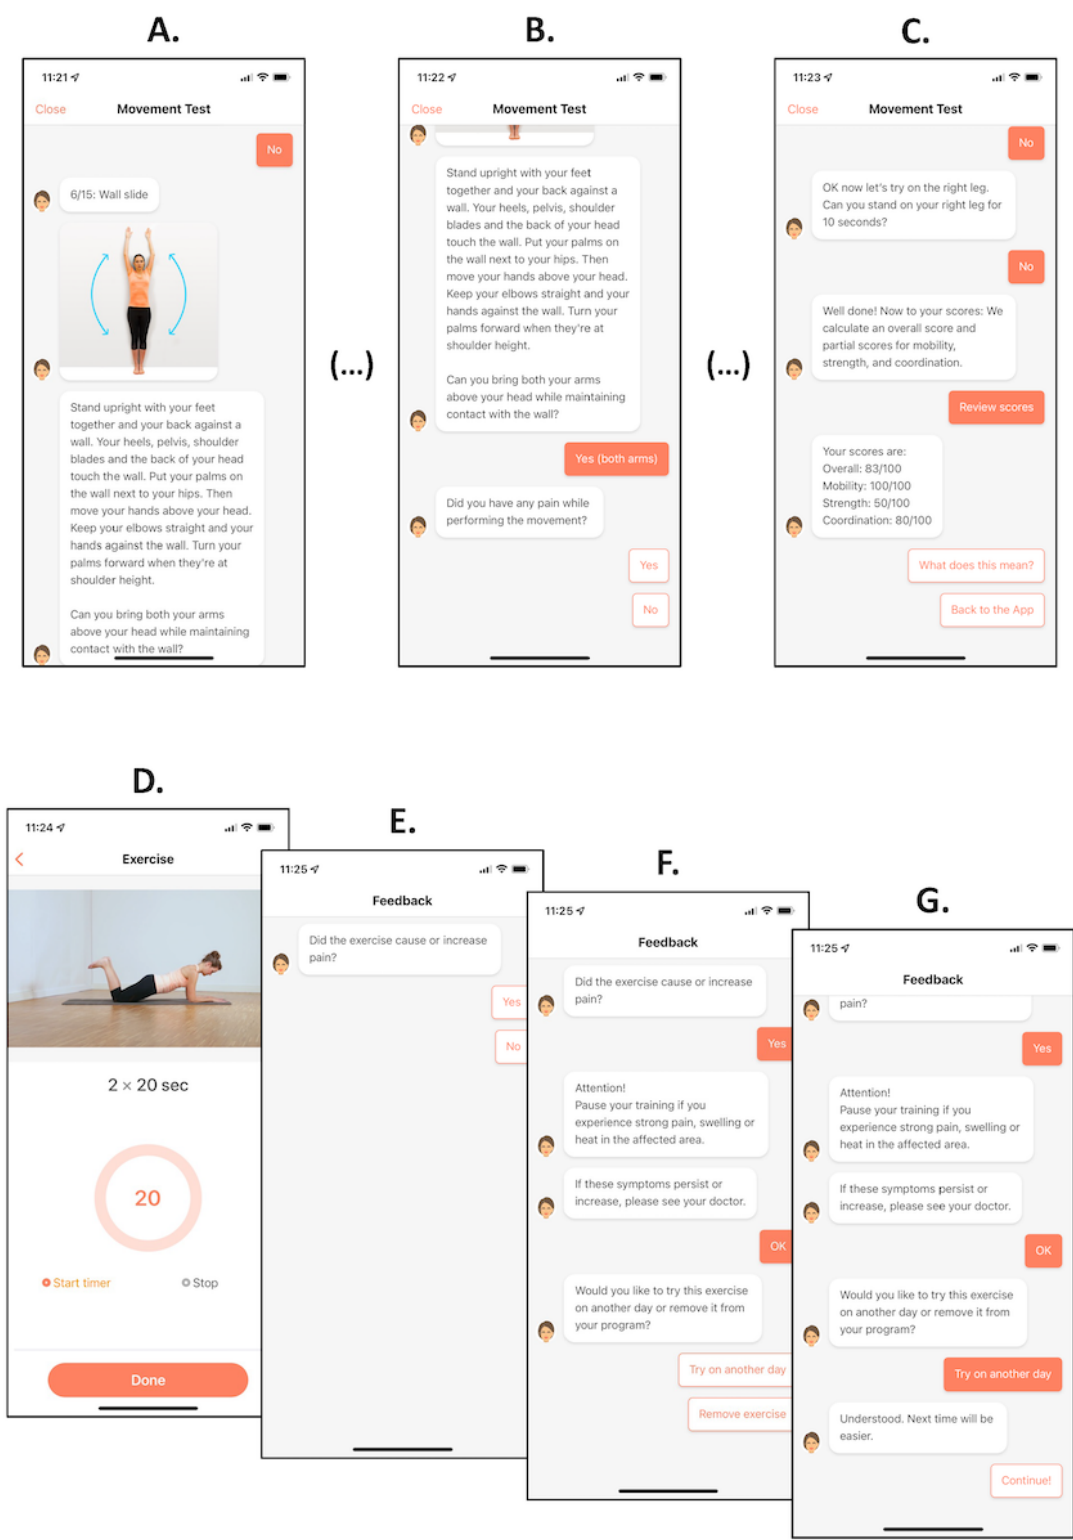 A.
11:21
Close
Movement Test
No
6/15: Wall slide
Stand upright with your feet
together and your back against a
wall. Your heels, pelvis, shoulder
blades and the back of your head
touch the wall. Put your palms on
the wall next to your hips. Then
move your hands above your head.
Keep your elbows straight and your
hands against the wall. Turn your
palms forward when they're at
shoulder height.
Can you bring both your arms
above your head while maintaining
contact with the wall?
(...)
B.
11:22
Close
Movement Test
Stand upright with your feet
together and your back against a
wall. Your heels, pelvis, shoulder
blades and the back of your head
touch the wall. Put your palms on
the wall next to your hips. Then
move your hands above your head.
Keep your elbows straight and your
hands against the wall. Turn your
palms forward when they're at
shoulder height.
Can you bring both your arms
above your head while maintaining
contact with the wall?
Yes (both arms)
Did you have any pain while
performing the movement?
Yes
No
(...)
C.
11:23
Close
Movement Test
No
OK now let's try on the right leg.
Can you stand on your right leg for
10 seconds?
No
Well done! Now to your scores: We
calculate an overall score and
partial scores for mobility,
strength, and coordination.
Review scores
Your scores are:
Overall: 83/100
Mobility: 100/100
Strength: 50/100
Coordination: 80/100
What does this mean?
Back to the App
D.
11:24
Exercise
2 × 20 sec
20
Start timer
Stop
Done
E.
11:25
Feedback
Did the exercise cause or increase
pain?
Yes
No
F.
11:25
Feedback
Did the exercise cause or increase
pain?
Yes
Attention!
Pause your training if you
experience strong pain, swelling or
heat in the affected area.
If these symptoms persist or
increase, please see your doctor.
OK
Would you like to try this exercise
on another day or remove it from
your program?
Try on another day
Remove exercise
G.
11:25
Feedback
pain?
Yes
Attention!
Pause your training if you
experience strong pain, swelling or
heat in the affected area.
If these symptoms persist or
increase, please see your doctor.
OK
Would you like to try this exercise
on another day or remove it from
your program?
Try on another day
Understood. Next time will be
easier.
Continue!